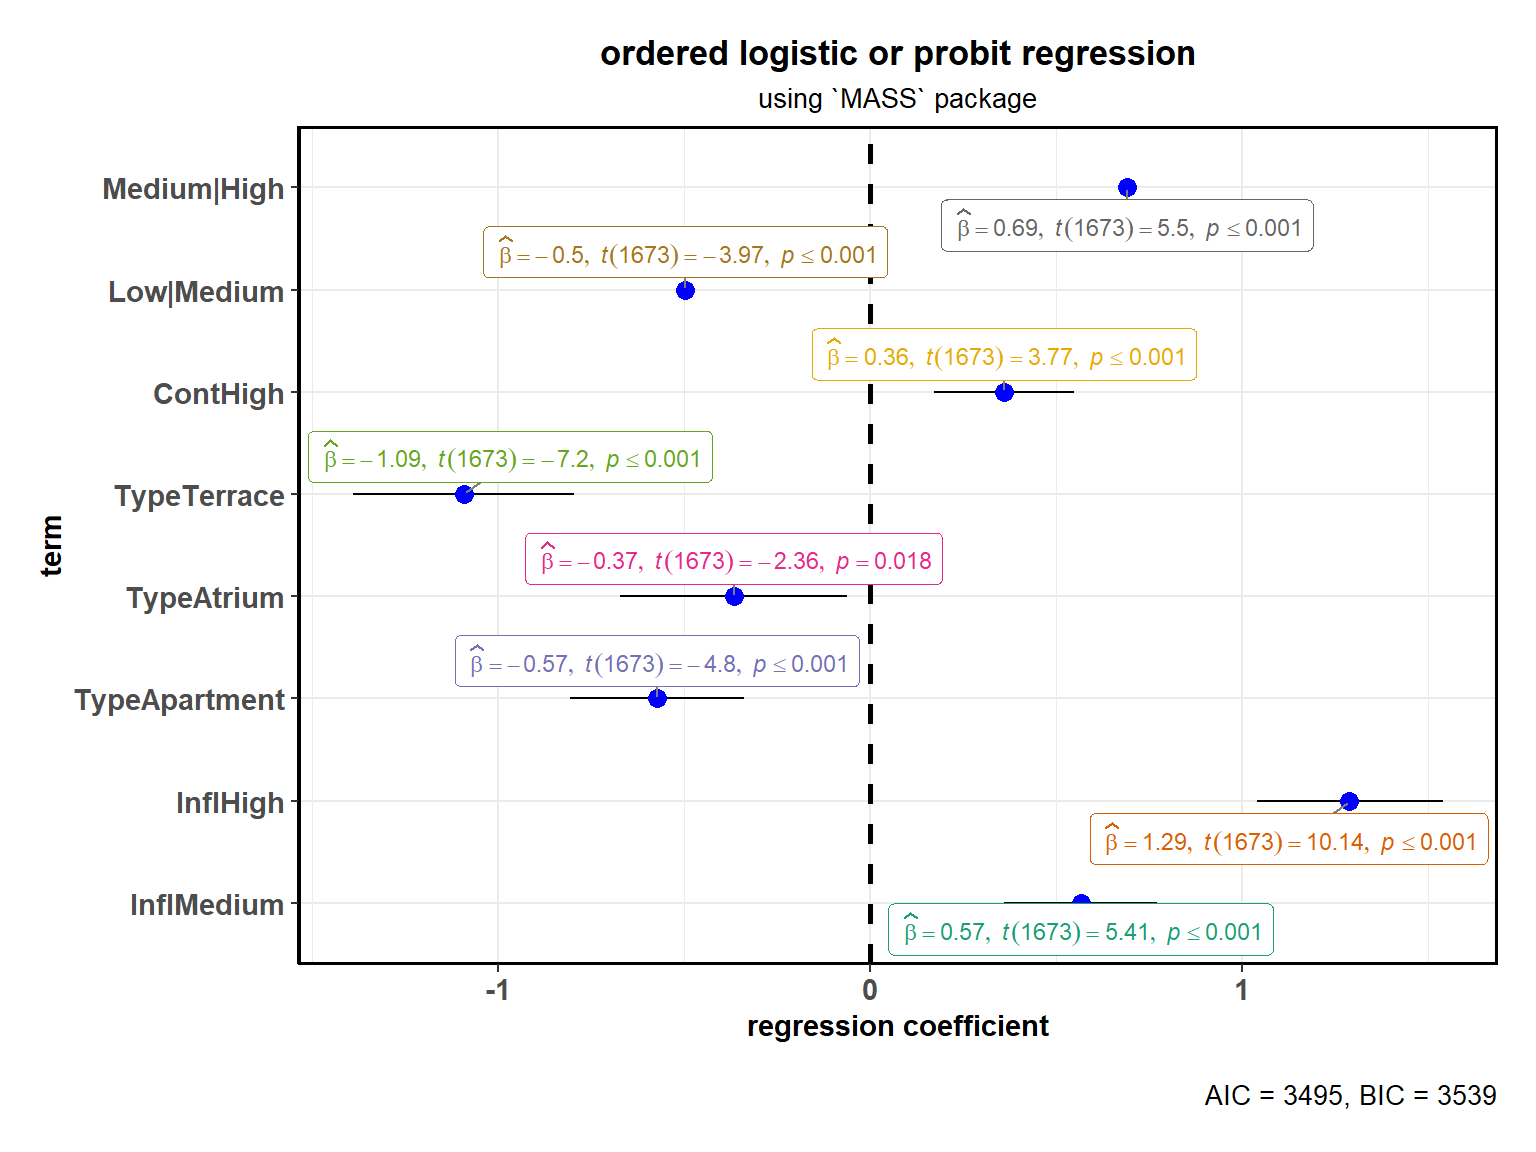 ordered logistic or probit regression
using `MASS` package
term
Medium|High
β̂ = 0.69, t(1673) = 5.5, p ≤ 0.001
β̂ = −0.5, t(1673) = −3.97, p ≤ 0.001
Low|Medium
β̂ = 0.36, t(1673) = 3.77, p ≤ 0.001
ContHigh
β̂ = −1.09, t(1673) = −7.2, p ≤ 0.001
TypeTerrace
β̂ = −0.37, t(1673) = −2.36, p = 0.018
TypeAtrium
β̂ = −0.57, t(1673) = −4.8, p ≤ 0.001
TypeApartment
InflHigh
β̂ = 1.29, t(1673) = 10.14, p ≤ 0.001
InflMedium
β̂ = 0.57, t(1673) = 5.41, p ≤ 0.001
-1 0 1
regression coefficient
AIC = 3495, BIC = 3539